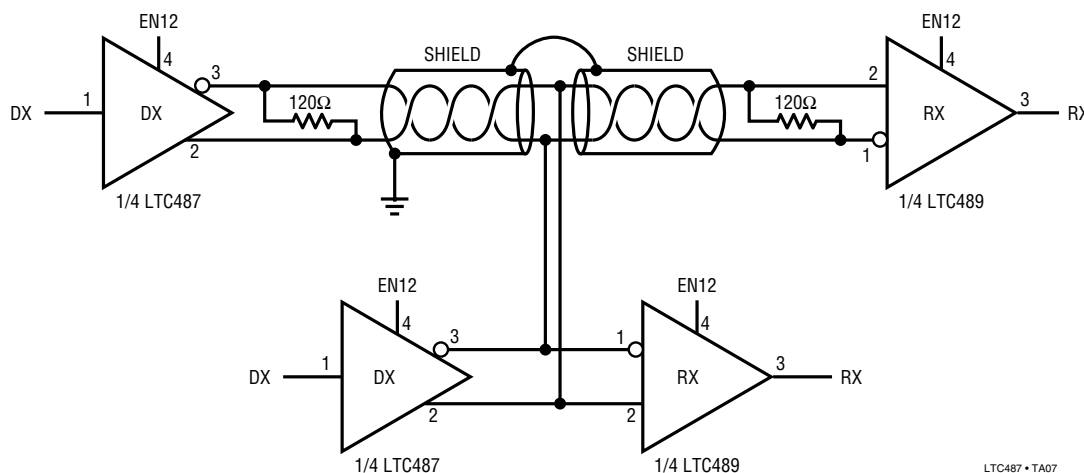 EN12
4
3
DX
1
DX
2
1/4 LTC487
120Ω
SHIELD
SHIELD
120Ω
EN12
4
2
RX
3
RX
1
1/4 LTC489
EN12
4
3
DX
1
DX
2
1/4 LTC487
EN12
4
1
RX
3
RX
2
1/4 LTC489
LTC487 • TA07